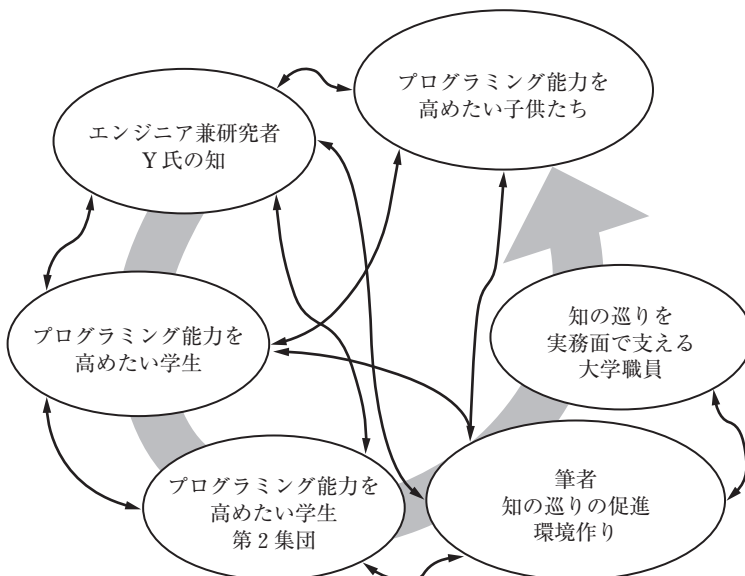 プログラミング能力を
高めたい子供たち
エンジニア兼研究者
Y氏の知
知の巡りを
実務面で支える
大学職員
プログラミング能力を
高めたい学生
プログラミング能力を
高めたい学生
第2集団
筆者
知の巡りの促進
環境作り